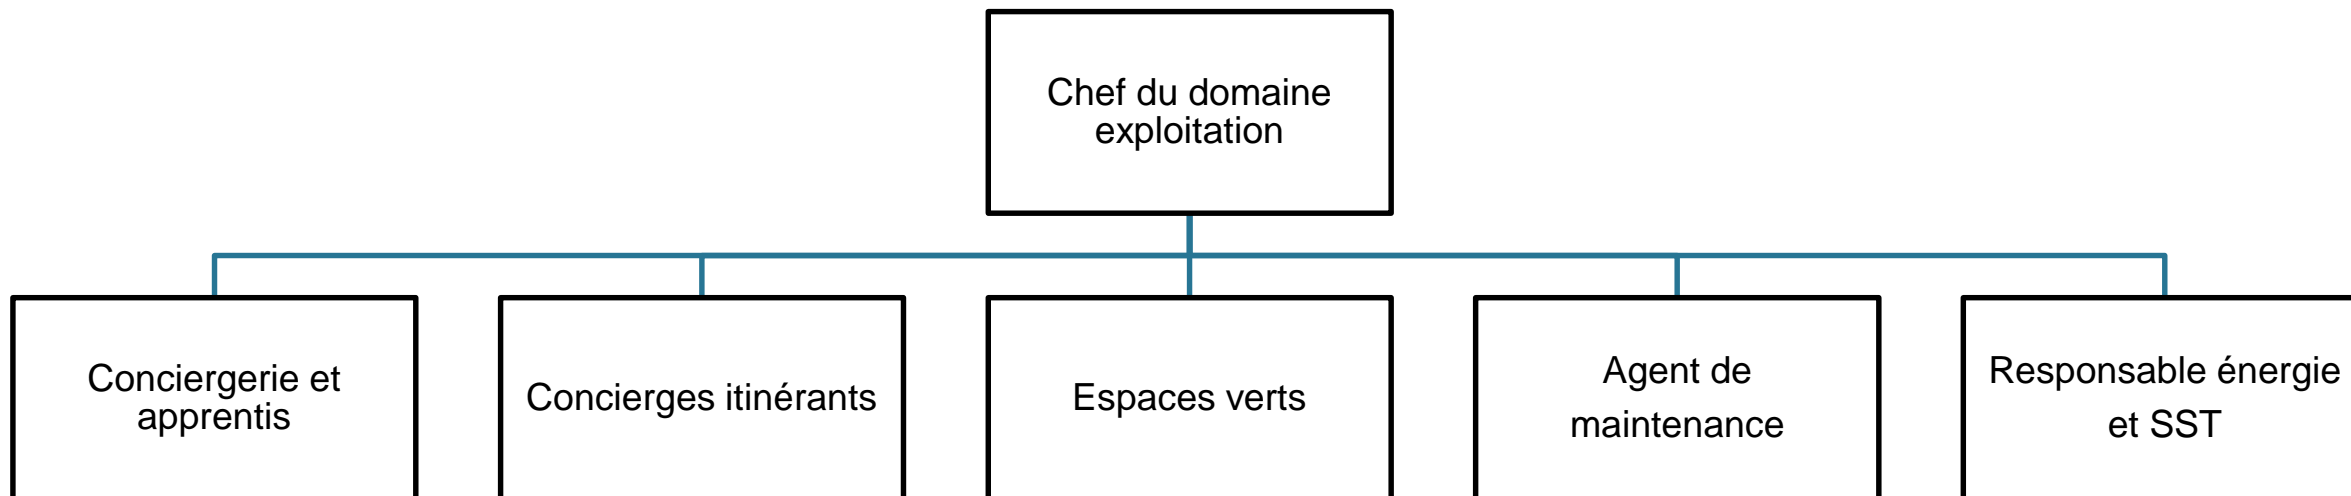 Chef du domaine
exploitation
Conciergerie et
apprentis
Concierges itinérants
Espaces verts
Agent de
maintenance
Responsable énergie
et SST